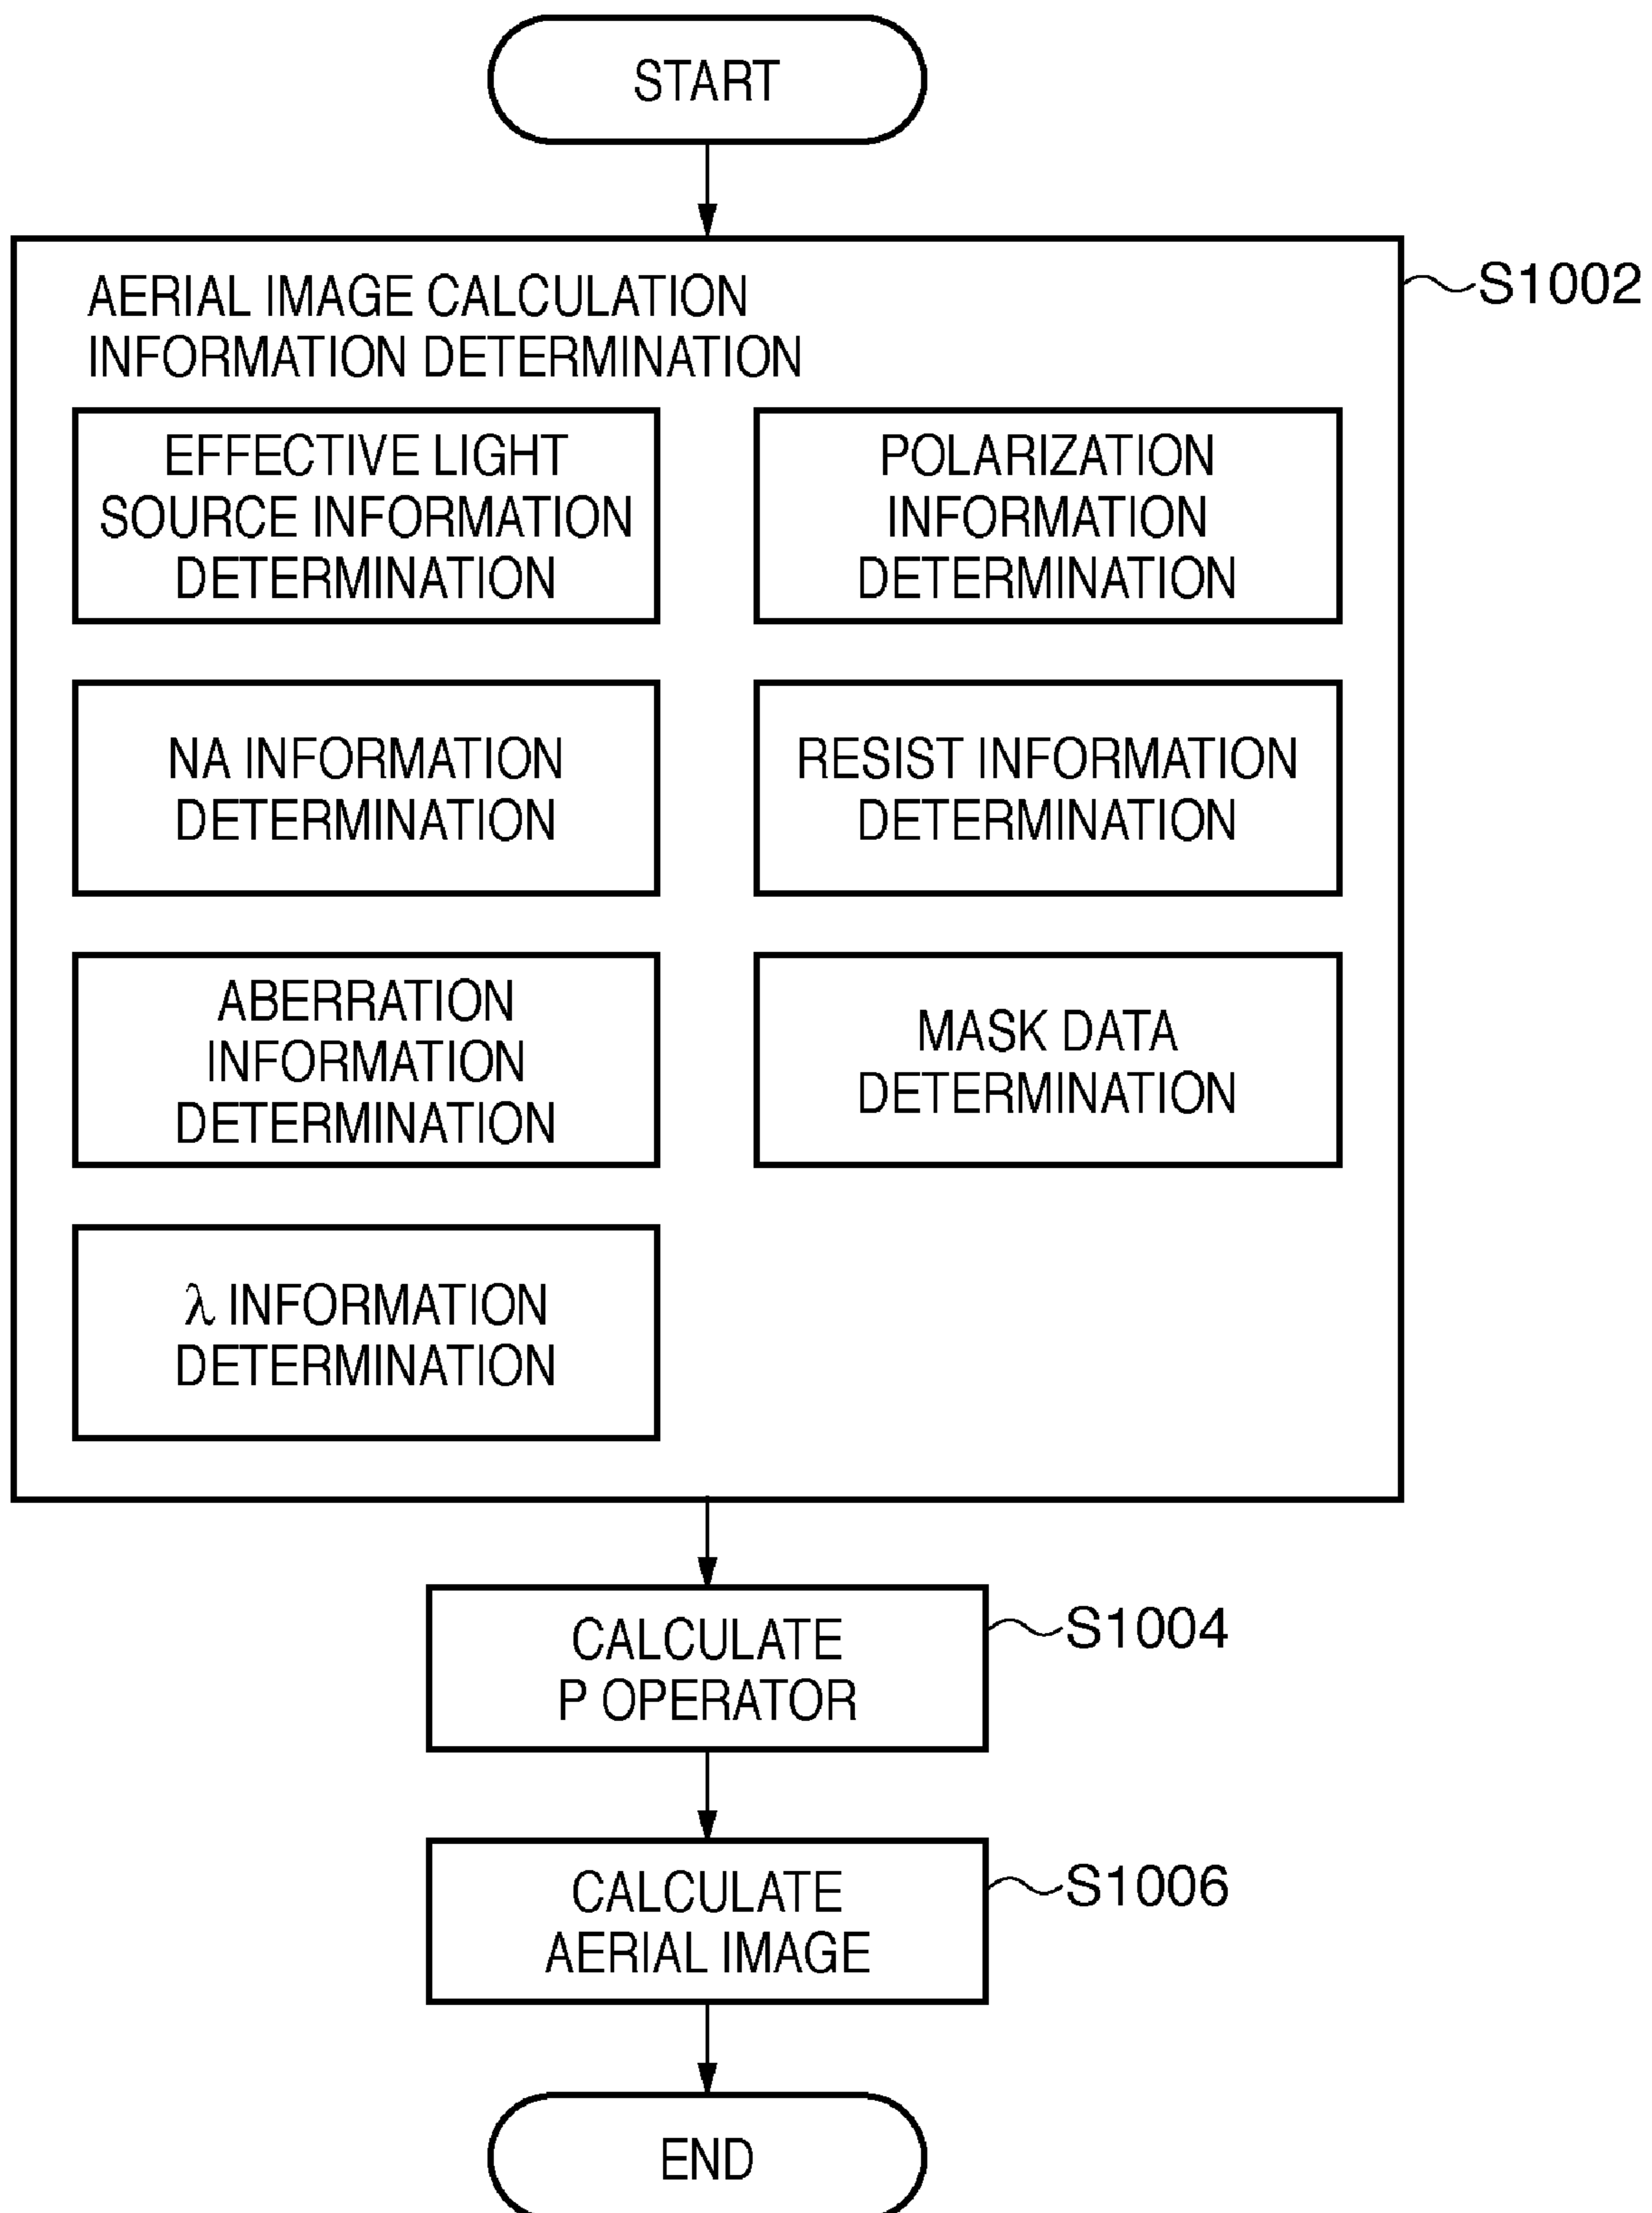 START
S1002
AERIAL IMAGE CALCULATION
INFORMATION DETERMINATION
EFFECTIVE LIGHT
SOURCE INFORMATION
DETERMINATION
POLARIZATION
INFORMATION
DETERMINATION
NA INFORMATION
DETERMINATION
RESIST INFORMATION
DETERMINATION
ABERRATION
INFORMATION
DETERMINATION
MASK DATA
DETERMINATION
λ INFORMATION
DETERMINATION
CALCULATE
P OPERATOR
S1004
CALCULATE
AERIAL IMAGE
S1006
END